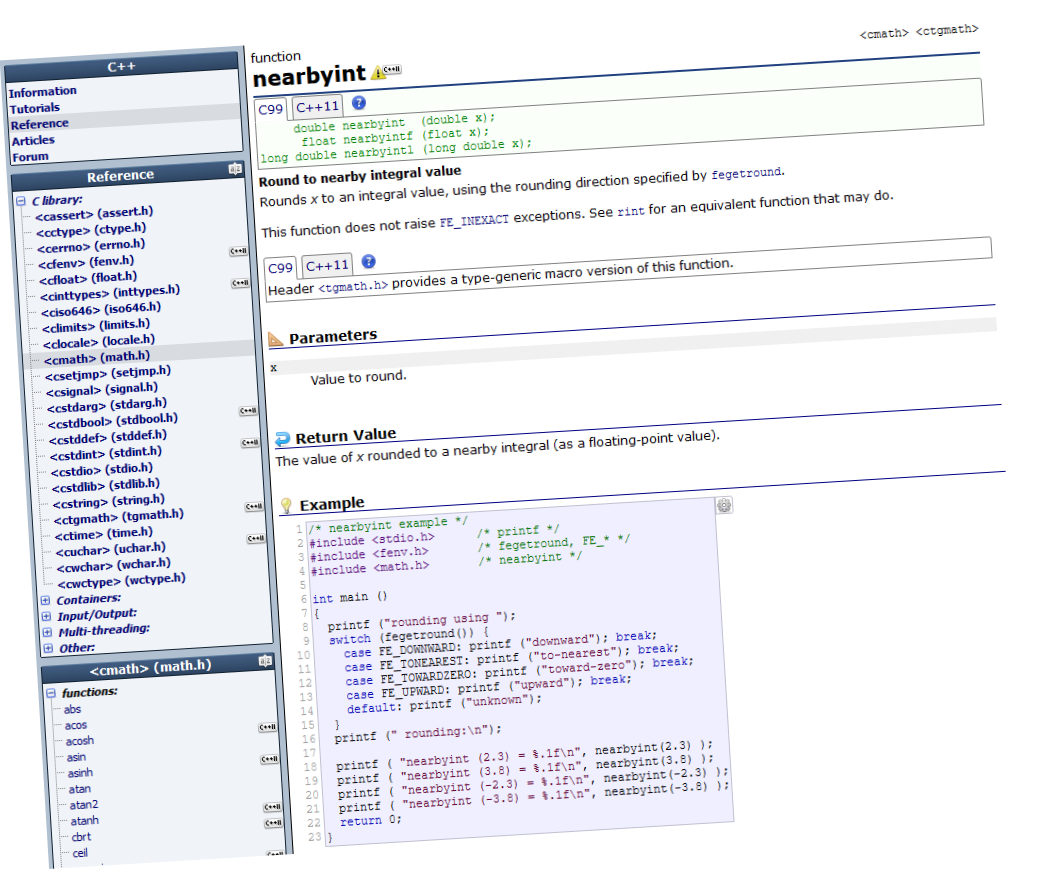 <cmath> <ctgmath>
C++
Information
Tutorials
Reference
Articles
Forum
Reference
C library:
<cassert> (assert.h)
<cctype> (ctype.h)
<cerrno> (errno.h)
<cfenv> (fenv.h)
C++11
<cfloat> (float.h)
<cinttypes> (inttypes.h)
C++11
<ciso646> (iso646.h)
<climits> (limits.h)
<clocale> (locale.h)
<cmath> (math.h)
<csetjmp> (setjmp.h)
<csignal> (signal.h)
<cstdarg> (stdarg.h)
<cstdbool> (stdbool.h)
C++11
<cstddef> (stddef.h)
<cstdint> (stdint.h)
C++11
<cstdio> (stdio.h)
<cstdlib> (stdlib.h)
<cstring> (string.h)
<ctgmath> (tgmath.h)
C++11
<ctime> (time.h)
<cuchar> (uchar.h)
C++11
<cwchar> (wchar.h)
<cwctype> (wctype.h)
Containers:
Input/Output:
Multi-threading:
Other:
<cmath> (math.h)
functions:
abs
acos
acosh
C++11
asin
asinh
C++11
atan
atan2
atanh
C++11
cbrt
C++11
ceil
function
nearbyint C++11
C99 C++11 ?
double nearbyint  (double x);
float nearbyintf (float x);
long double nearbyintl (long double x);
Round to nearby integral value
Rounds x to an integral value, using the rounding direction specified by fegetround.
This function does not raise FE_INEXACT exceptions. See rint for an equivalent function that may do.
C99 C++11 ?
Header <tgmath.h> provides a type-generic macro version of this function.
Parameters
x
Value to round.
Return Value
The value of x rounded to a nearby integral (as a floating-point value).
Example
1 /* nearbyint example */
2 #include <stdio.h>      /* printf */
3 #include <fenv.h>       /* fegetround, FE_* */
4 #include <math.h>       /* nearbyint */
5
6 int main ()
7 {
8   printf ("rounding using ");
9   switch (fegetround()) {
10     case FE_DOWNWARD: printf ("downward"); break;
11     case FE_TONEAREST: printf ("to-nearest"); break;
12     case FE_TOWARDZERO: printf ("toward-zero"); break;
13     case FE_UPWARD: printf ("upward"); break;
14     default: printf ("unknown");
15   }
16   printf (" rounding:\n");
17
18   printf ( "nearbyint (2.3) = %.1f\n", nearbyint(2.3) );
19   printf ( "nearbyint (3.8) = %.1f\n", nearbyint(3.8) );
20   printf ( "nearbyint (-2.3) = %.1f\n", nearbyint(-2.3) );
21   printf ( "nearbyint (-3.8) = %.1f\n", nearbyint(-3.8) );
22   return 0;
23 }